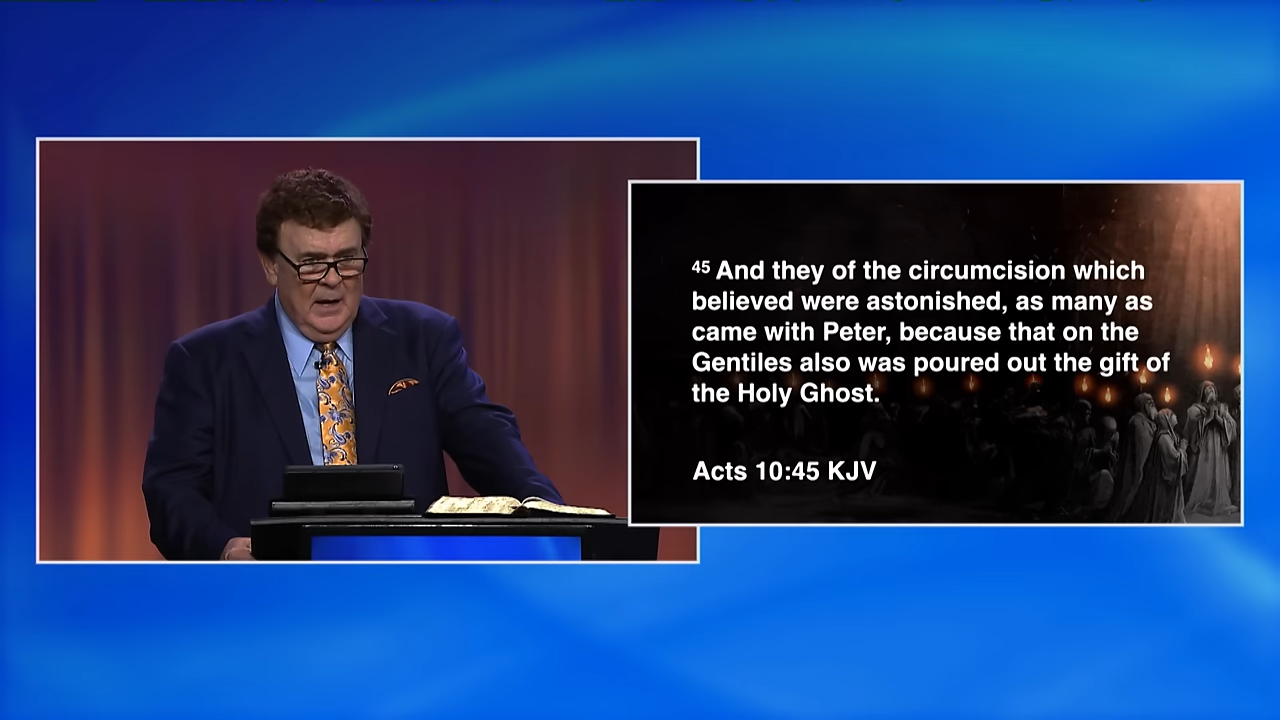 45 And they of the circumcision which
believed were astonished, as many as
came with Peter, because that on the
Gentiles also was poured out the gift of
the Holy Ghost.
Acts 10:45 KJV